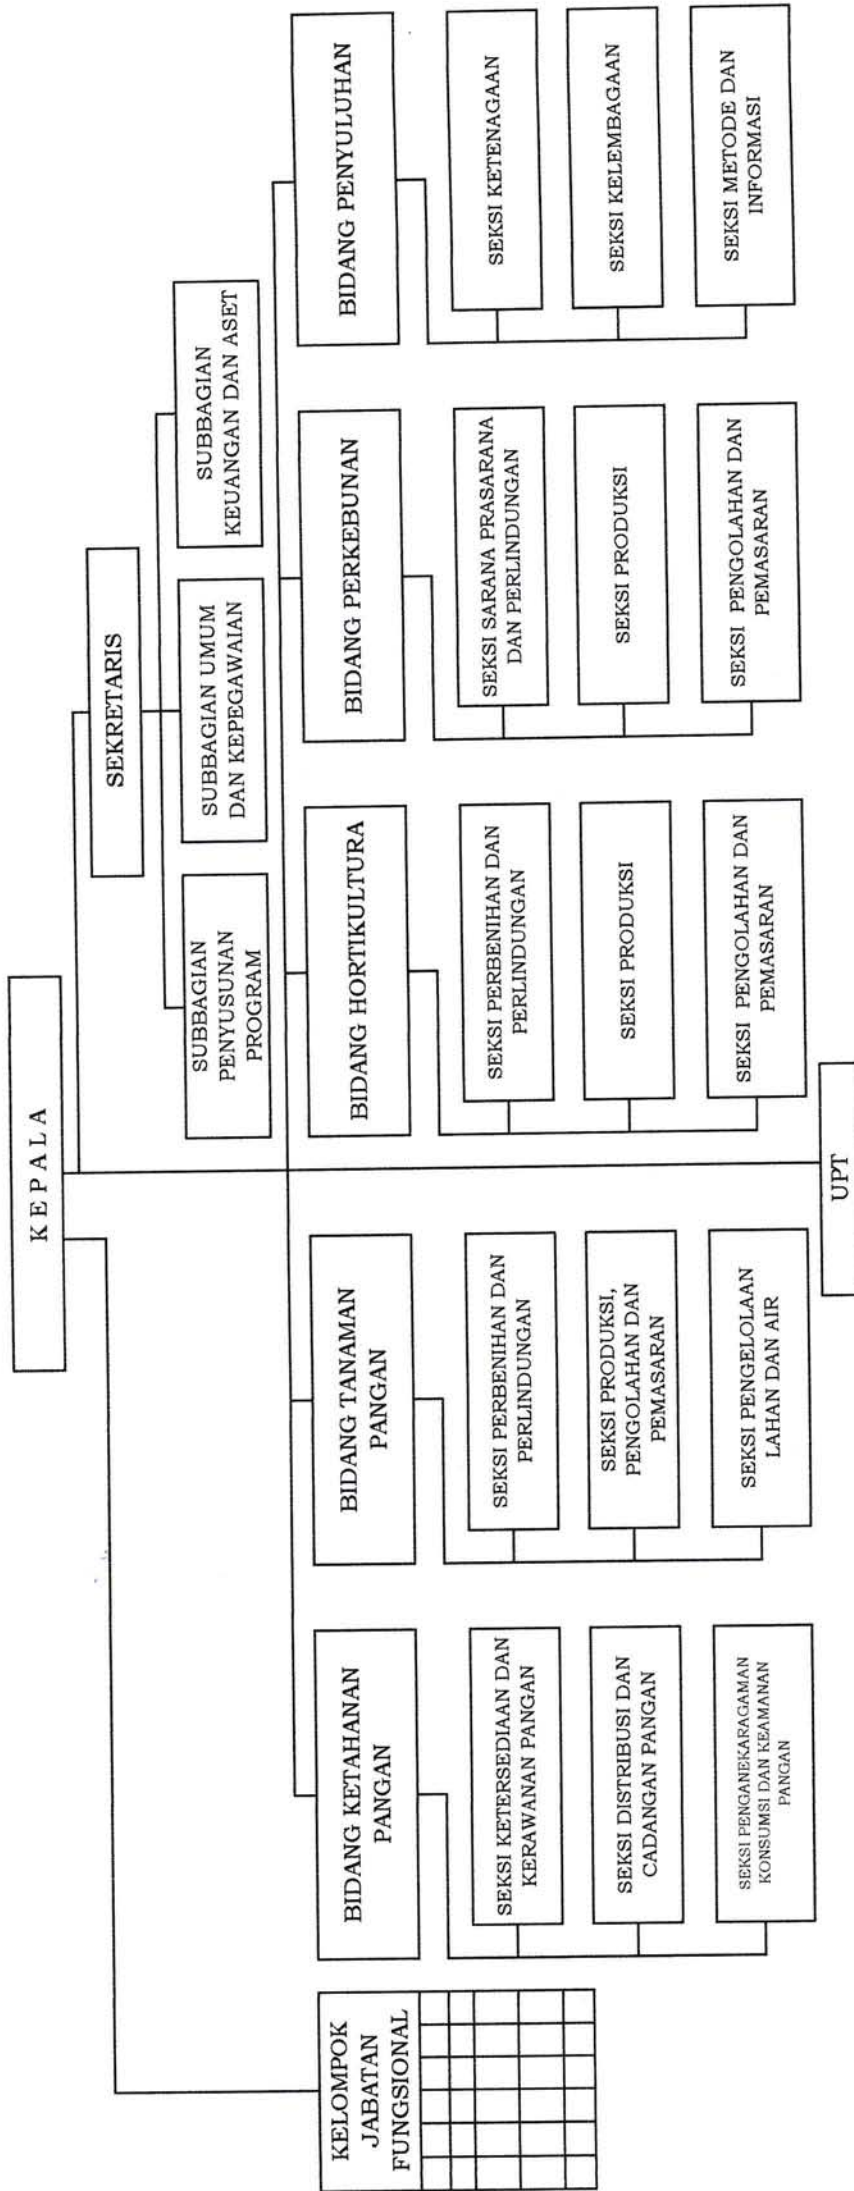 K E P A L A
SEKRETARIS
SUBBAGIAN
PENYUSUNAN
PROGRAM
SUBBAGIAN UMUM
DAN KEPEGAWAIAN
SUBBAGIAN
KEUANGAN DAN ASET
KELOMPOK
JABATAN
FUNGSIONAL
BIDANG KETAHANAN
PANGAN
SEKSI KETERSEDIAAN DAN
KERAWANAN PANGAN
SEKSI DISTRIBUSI DAN
CADANGAN PANGAN
SEKSI PENGANEKARAGAMAN
KONSUMSI DAN KEAMANAN
PANGAN
BIDANG TANAMAN
PANGAN
SEKSI PERBENIHAN DAN
PERLINDUNGAN
SEKSI PRODUKSI,
PENGOLAHAN DAN
PEMASARAN
SEKSI PENGELOLAAN
LAHAN DAN AIR
BIDANG HORTIKULTURA
SEKSI PERBENIHAN DAN
PERLINDUNGAN
SEKSI PRODUKSI
SEKSI PENGOLAHAN DAN
PEMASARAN
BIDANG PERKEBUNAN
SEKSI SARANA PRASARANA
DAN PERLINDUNGAN
SEKSI PRODUKSI
SEKSI PENGOLAHAN DAN
PEMASARAN
BIDANG PENYULUHAN
SEKSI KETENAGAAN
SEKSI KELEMBAGAAN
SEKSI METODE DAN
INFORMASI
UPT